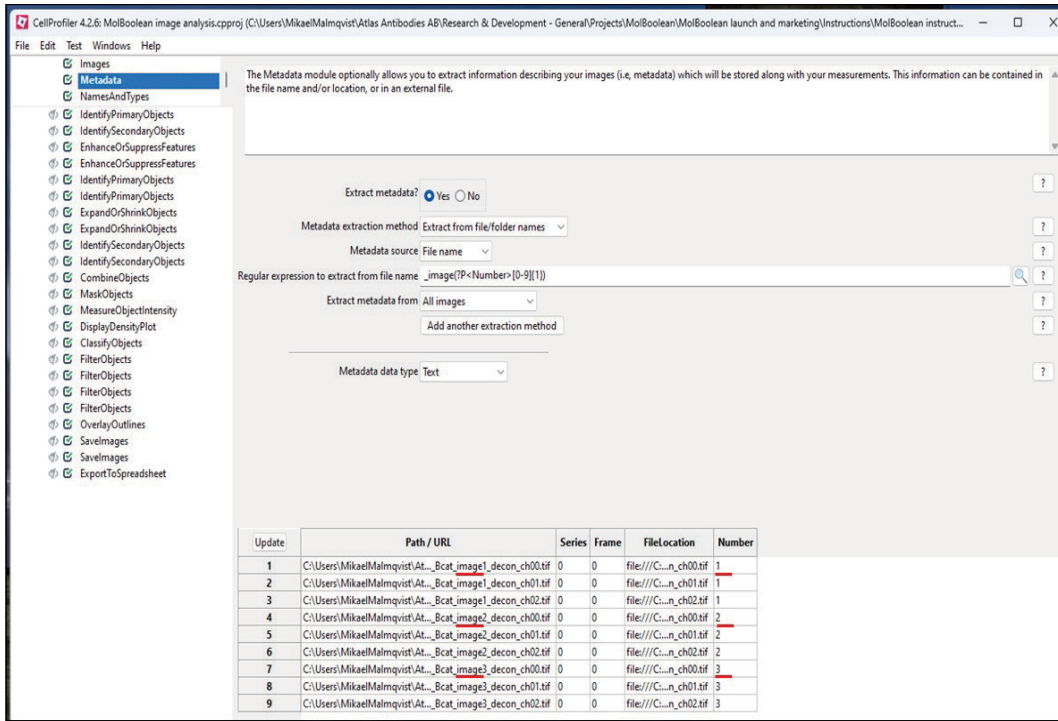 CellProfiler 4.2.6: MolBoolean image analysis.cpproj (C:\Users\MikaelMalmqvist\Atlas Antibodies AB\Research & Development - General\Projects\MolBoolean\MolBoolean launch and marketing\Instructions\MolBoolean instruct...
File Edit Test Windows Help
Images
Metadata
NamesAndTypes
IdentifyPrimaryObjects
IdentifySecondaryObjects
EnhanceOrSuppressFeatures
EnhanceOrSuppressFeatures
IdentifyPrimaryObjects
IdentifyPrimaryObjects
ExpandOrShrinkObjects
ExpandOrShrinkObjects
IdentifySecondaryObjects
IdentifySecondaryObjects
CombineObjects
MaskObjects
MeasureObjectIntensity
DisplayDensityPlot
ClassifyObjects
FilterObjects
FilterObjects
FilterObjects
FilterObjects
OverlayOutlines
SaveImages
SaveImages
ExportToSpreadsheet
The Metadata module optionally allows you to extract information describing your images (i.e, metadata) which will be stored along with your measurements. This information can be contained in
the file name and/or location, or in an external file.
Extract metadata? Yes No ?
Metadata extraction method Extract from file/folder names ?
Metadata source File name ?
Regular expression to extract from file name _image(?P<Number>[0-9]{1}) ?
Extract metadata from All images ?
Add another extraction method ?
Metadata data type Text ?
Update Path / URL Series Frame FileLocation Number
1 C:\Users\MikaelMalmqvist\At..._Bcat_image1_decon_ch00.tif 0 0 file:///C:...n_ch00.tif 1
2 C:\Users\MikaelMalmqvist\At..._Bcat_image1_decon_ch01.tif 0 0 file:///C:...n_ch01.tif 1
3 C:\Users\MikaelMalmqvist\At..._Bcat_image1_decon_ch02.tif 0 0 file:///C:...n_ch02.tif 1
4 C:\Users\MikaelMalmqvist\At..._Bcat_image2_decon_ch00.tif 0 0 file:///C:...n_ch00.tif 2
5 C:\Users\MikaelMalmqvist\At..._Bcat_image2_decon_ch01.tif 0 0 file:///C:...n_ch01.tif 2
6 C:\Users\MikaelMalmqvist\At..._Bcat_image2_decon_ch02.tif 0 0 file:///C:...n_ch02.tif 2
7 C:\Users\MikaelMalmqvist\At..._Bcat_image3_decon_ch00.tif 0 0 file:///C:...n_ch00.tif 3
8 C:\Users\MikaelMalmqvist\At..._Bcat_image3_decon_ch01.tif 0 0 file:///C:...n_ch01.tif 3
9 C:\Users\MikaelMalmqvist\At..._Bcat_image3_decon_ch02.tif 0 0 file:///C:...n_ch02.tif 3